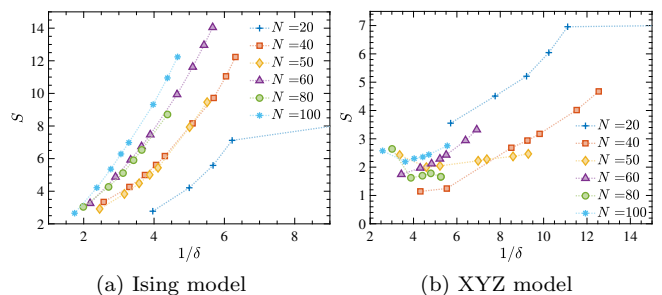 14
12
10
8
6
4
2
S
2
4
6
8
1/δ
N =20
N =40
N =50
N =60
N =80
N =100
(a) Ising model
7
6
5
4
3
2
1
0
S
2
4
6
8
10
12
14
1/δ
N =20
N =40
N =50
N =60
N =80
N =100
(b) XYZ model